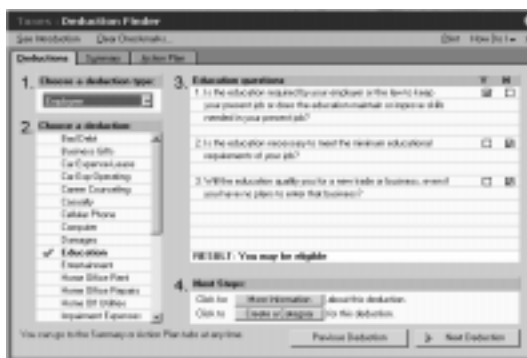 Taxes : Deduction Finder
See Introduction Clear Checkmarks...
Print How Do I
Deductions Summary Action Plan
1. Choose a deduction type:
Employee
2. Choose a deduction:
Bad Debt
Business Gifts
Car Expense-Lease
Car Exp Operating
Career Counseling
Casualty
Cellular Phone
Computer
Damages
Education
Entertainment
Home Office Rent
Home Office Repairs
Home Off Utilities
Impairment Expenses
3. Education questions: Y N
1. Is the education required by your employer or the law to keep
your present job or does the education maintain or improve skills
needed in your present job?
2. Is the education necessary to meet the minimum educational
requirements of your job?
3. Will the education qualify you for a new trade or business, even if
you have no plans to enter that business?
RESULT: You may be eligible
4. Next Steps:
Click for More Information about this deduction.
Click to Create a Category for this deduction.
You can go to the Summary or Action Plan tabs at any time.
Previous Deduction Next Deduction